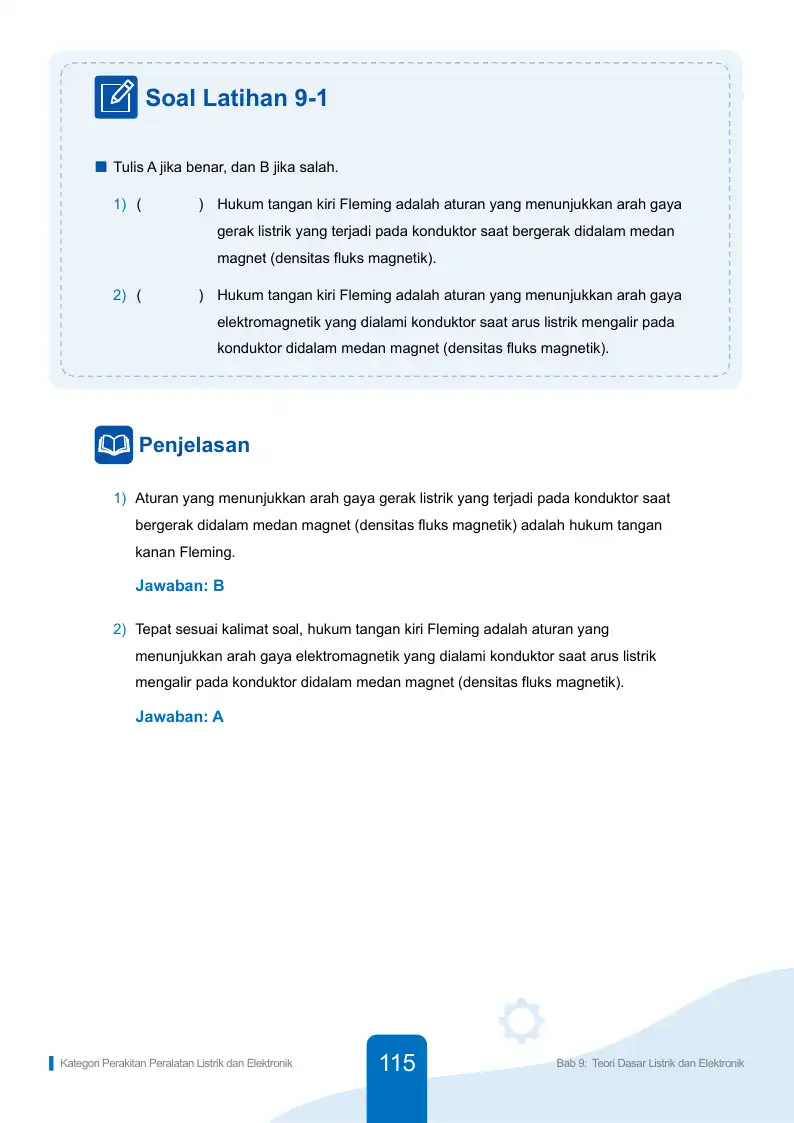 Soal Latihan 9-1
Tulis A jika benar, dan B jika salah.
1) ( ) Hukum tangan kiri Fleming adalah aturan yang menunjukkan arah gaya
gerak listrik yang terjadi pada konduktor saat bergerak didalam medan
magnet (densitas fluks magnetik).
2) ( ) Hukum tangan kiri Fleming adalah aturan yang menunjukkan arah gaya
elektromagnetik yang dialami konduktor saat arus listrik mengalir pada
konduktor didalam medan magnet (densitas fluks magnetik).
Penjelasan
1) Aturan yang menunjukkan arah gaya gerak listrik yang terjadi pada konduktor saat
bergerak didalam medan magnet (densitas fluks magnetik) adalah hukum tangan
kanan Fleming.
Jawaban: B
2) Tepat sesuai kalimat soal, hukum tangan kiri Fleming adalah aturan yang
menunjukkan arah gaya elektromagnetik yang dialami konduktor saat arus listrik
mengalir pada konduktor didalam medan magnet (densitas fluks magnetik).
Jawaban: A
Kategori Perakitan Peralatan Listrik dan Elektronik
115
Bab 9: Teori Dasar Listrik dan Elektronik